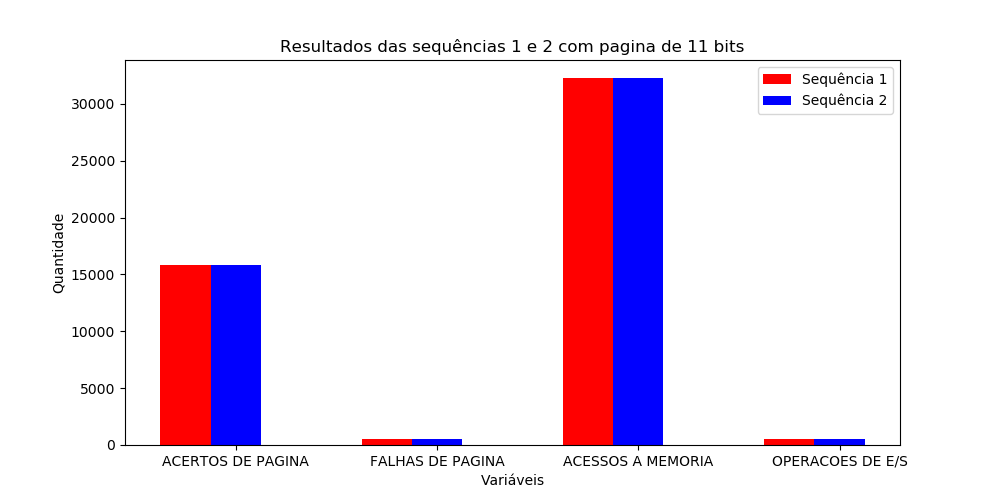 Resultados das sequências 1 e 2 com pagina de 11 bits
Sequência 1
Sequência 2
Quantidade
30000
25000
20000
15000
10000
5000
0
ACERTOS DE PAGINA
FALHAS DE PAGINA
ACESSOS A MEMORIA
OPERACOES DE E/S
Variáveis